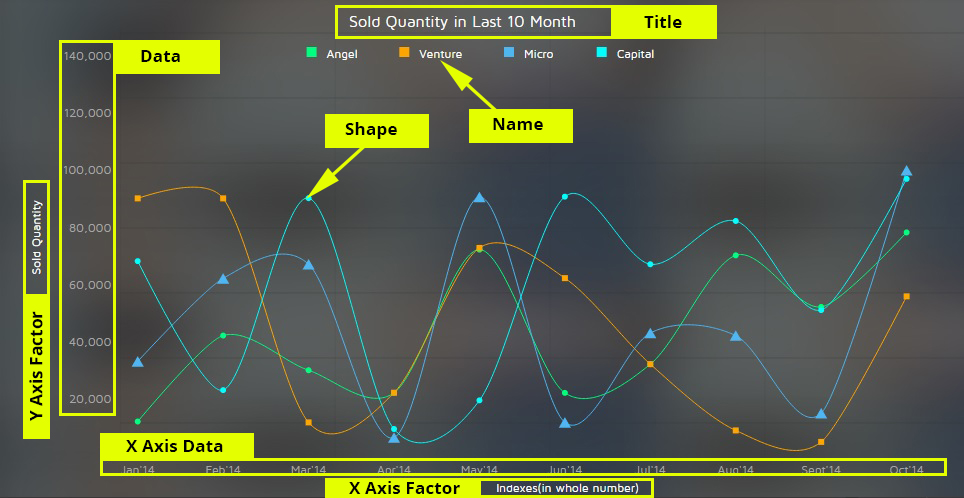 Sold Quantity in Last 10 Month
Title
Data
Angel
Venture
Micro
Capital
140,000
120,000
100,000
80,000
60,000
40,000
20,000
Shape
Name
Sold Quantity
Y Axis Factor
X Axis Data
Jan'14
Feb'14
Mar'14
Apr'14
May'14
Jun'14
Jul'14
Aug'14
Sept'14
Oct'14
X Axis Factor
Indexes(in whole number)